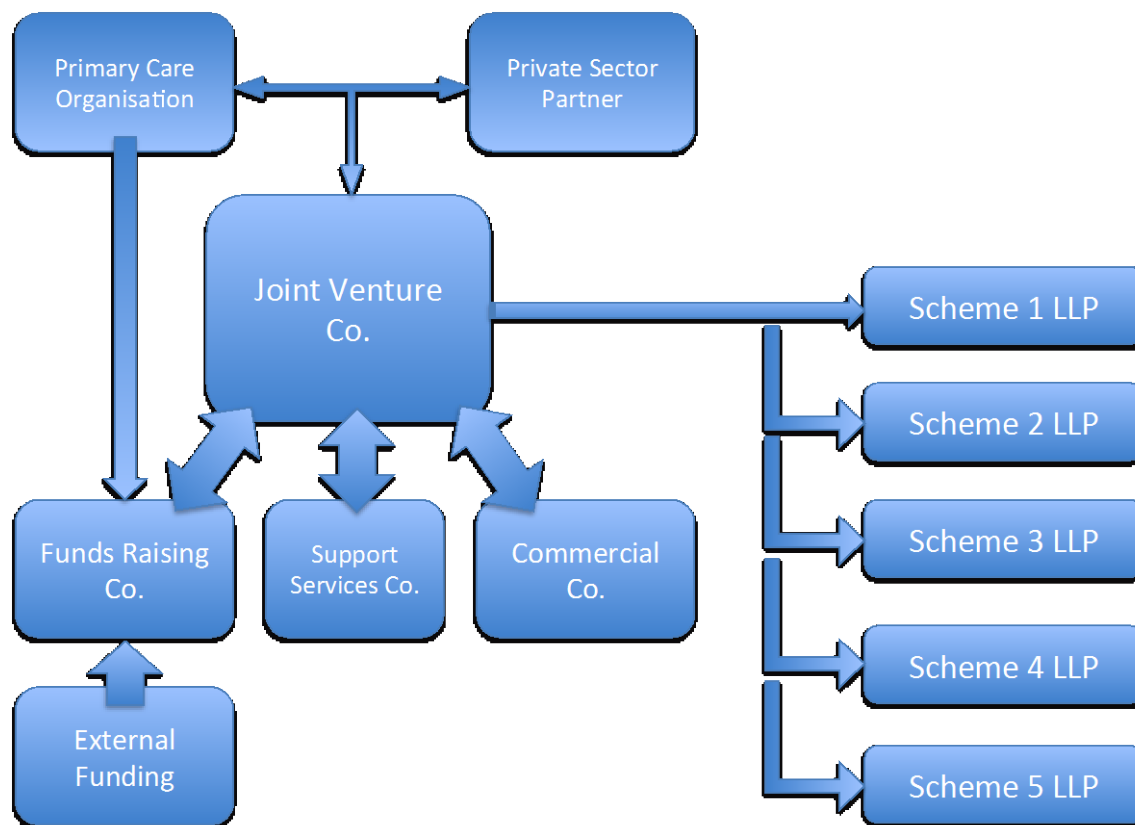 Primary Care
Organisation
Private Sector
Partner
Joint Venture
Co.
Scheme 1 LLP
Scheme 2 LLP
Scheme 3 LLP
Scheme 4 LLP
Scheme 5 LLP
Funds Raising
Co.
Support
Services Co.
Commercial
Co.
External
Funding